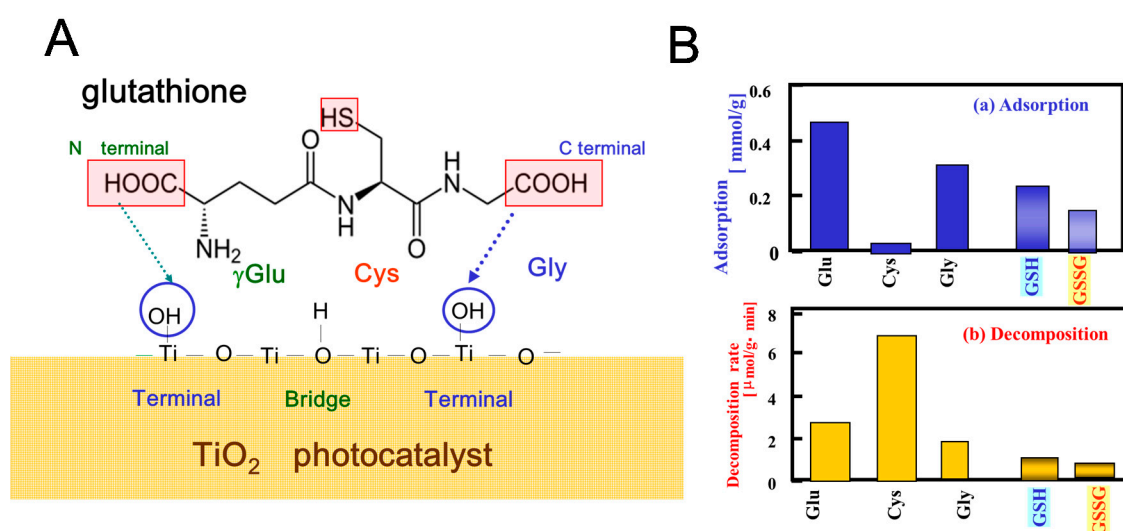 A
glutathione
N terminal
HS
C terminal
HOOC
O
H
N
COOH
NH2
N
H
O
γGlu
Cys
Gly
OH
H
OH
Ti
O
Ti
O
Ti
O
Ti
O
Terminal
Bridge
Terminal
TiO2 photocatalyst
B
(a) Adsorption
Adsorption [ mmol/g]
0.6
0.4
0.2
0
Glu
Cys
Gly
GSH
GSSG
(b) Decomposition
Decomposition rate
[ μmol/g· min]
8
6
4
2
0
Glu
Cys
Gly
GSH
GSSG